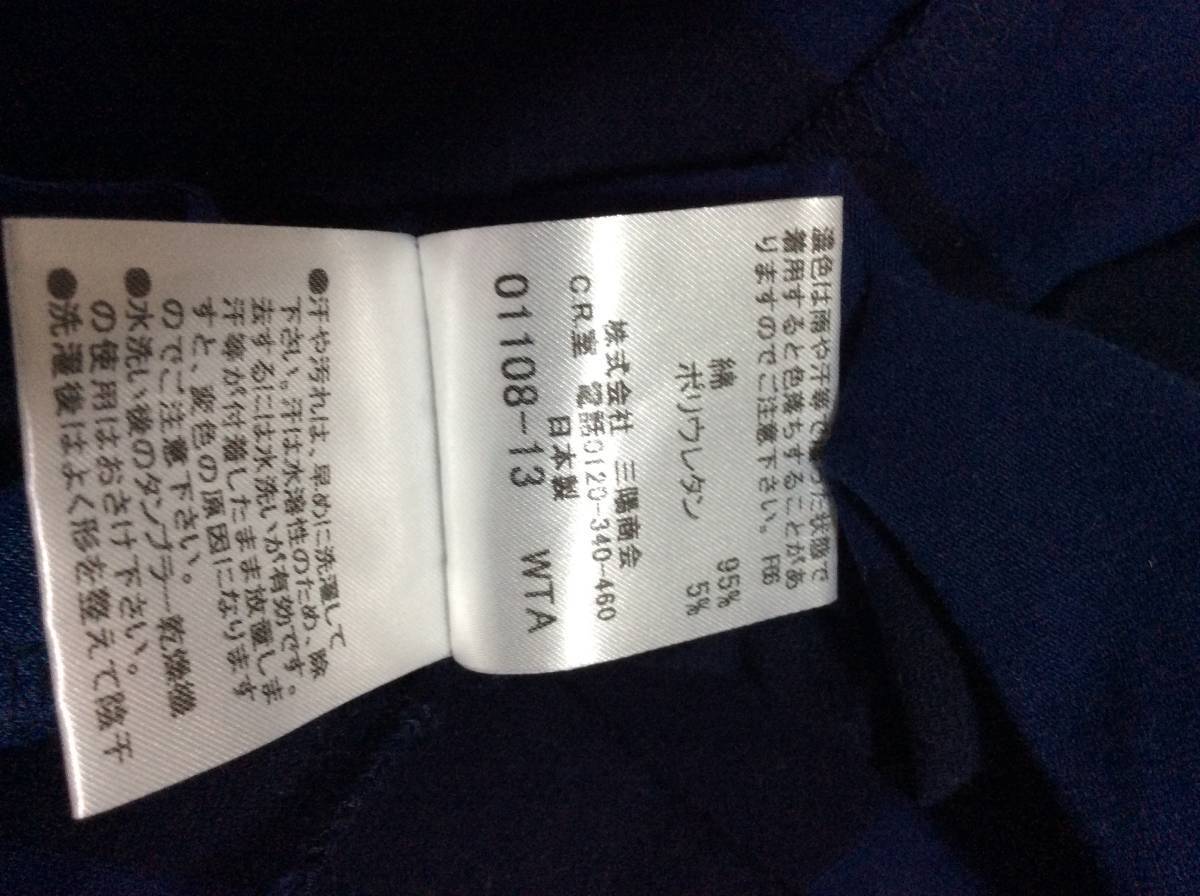 濃色は雨や汗等で った状態で
着用すると色落ちすることがあ
りますのでご注意下さい。 F86
綿 95%
ポリウレタン 5%
株式会社 三陽商会
C.R.室 電話0120-340-460
日本製
01108-13 WTA
●汗や汚れは、早めに洗濯して
下さい。汗は水溶性のため、除
去するには水洗いが有効です。
汗等が付着したまま放置しま
すと、変色の原因になります
のでご注意下さい。
●水洗い後のタンブラー乾燥機
の使用はおさけ下さい。
●洗濯後はよく形を整えて陰干